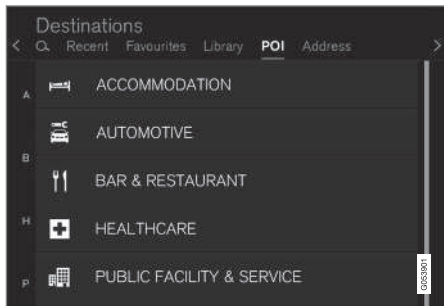 Destinations
< Recent Favourites Library POI Address >
A
ACCOMMODATION
AUTOMOTIVE
B
BAR & RESTAURANT
H
HEALTHCARE
P
PUBLIC FACILITY & SERVICE
G053901